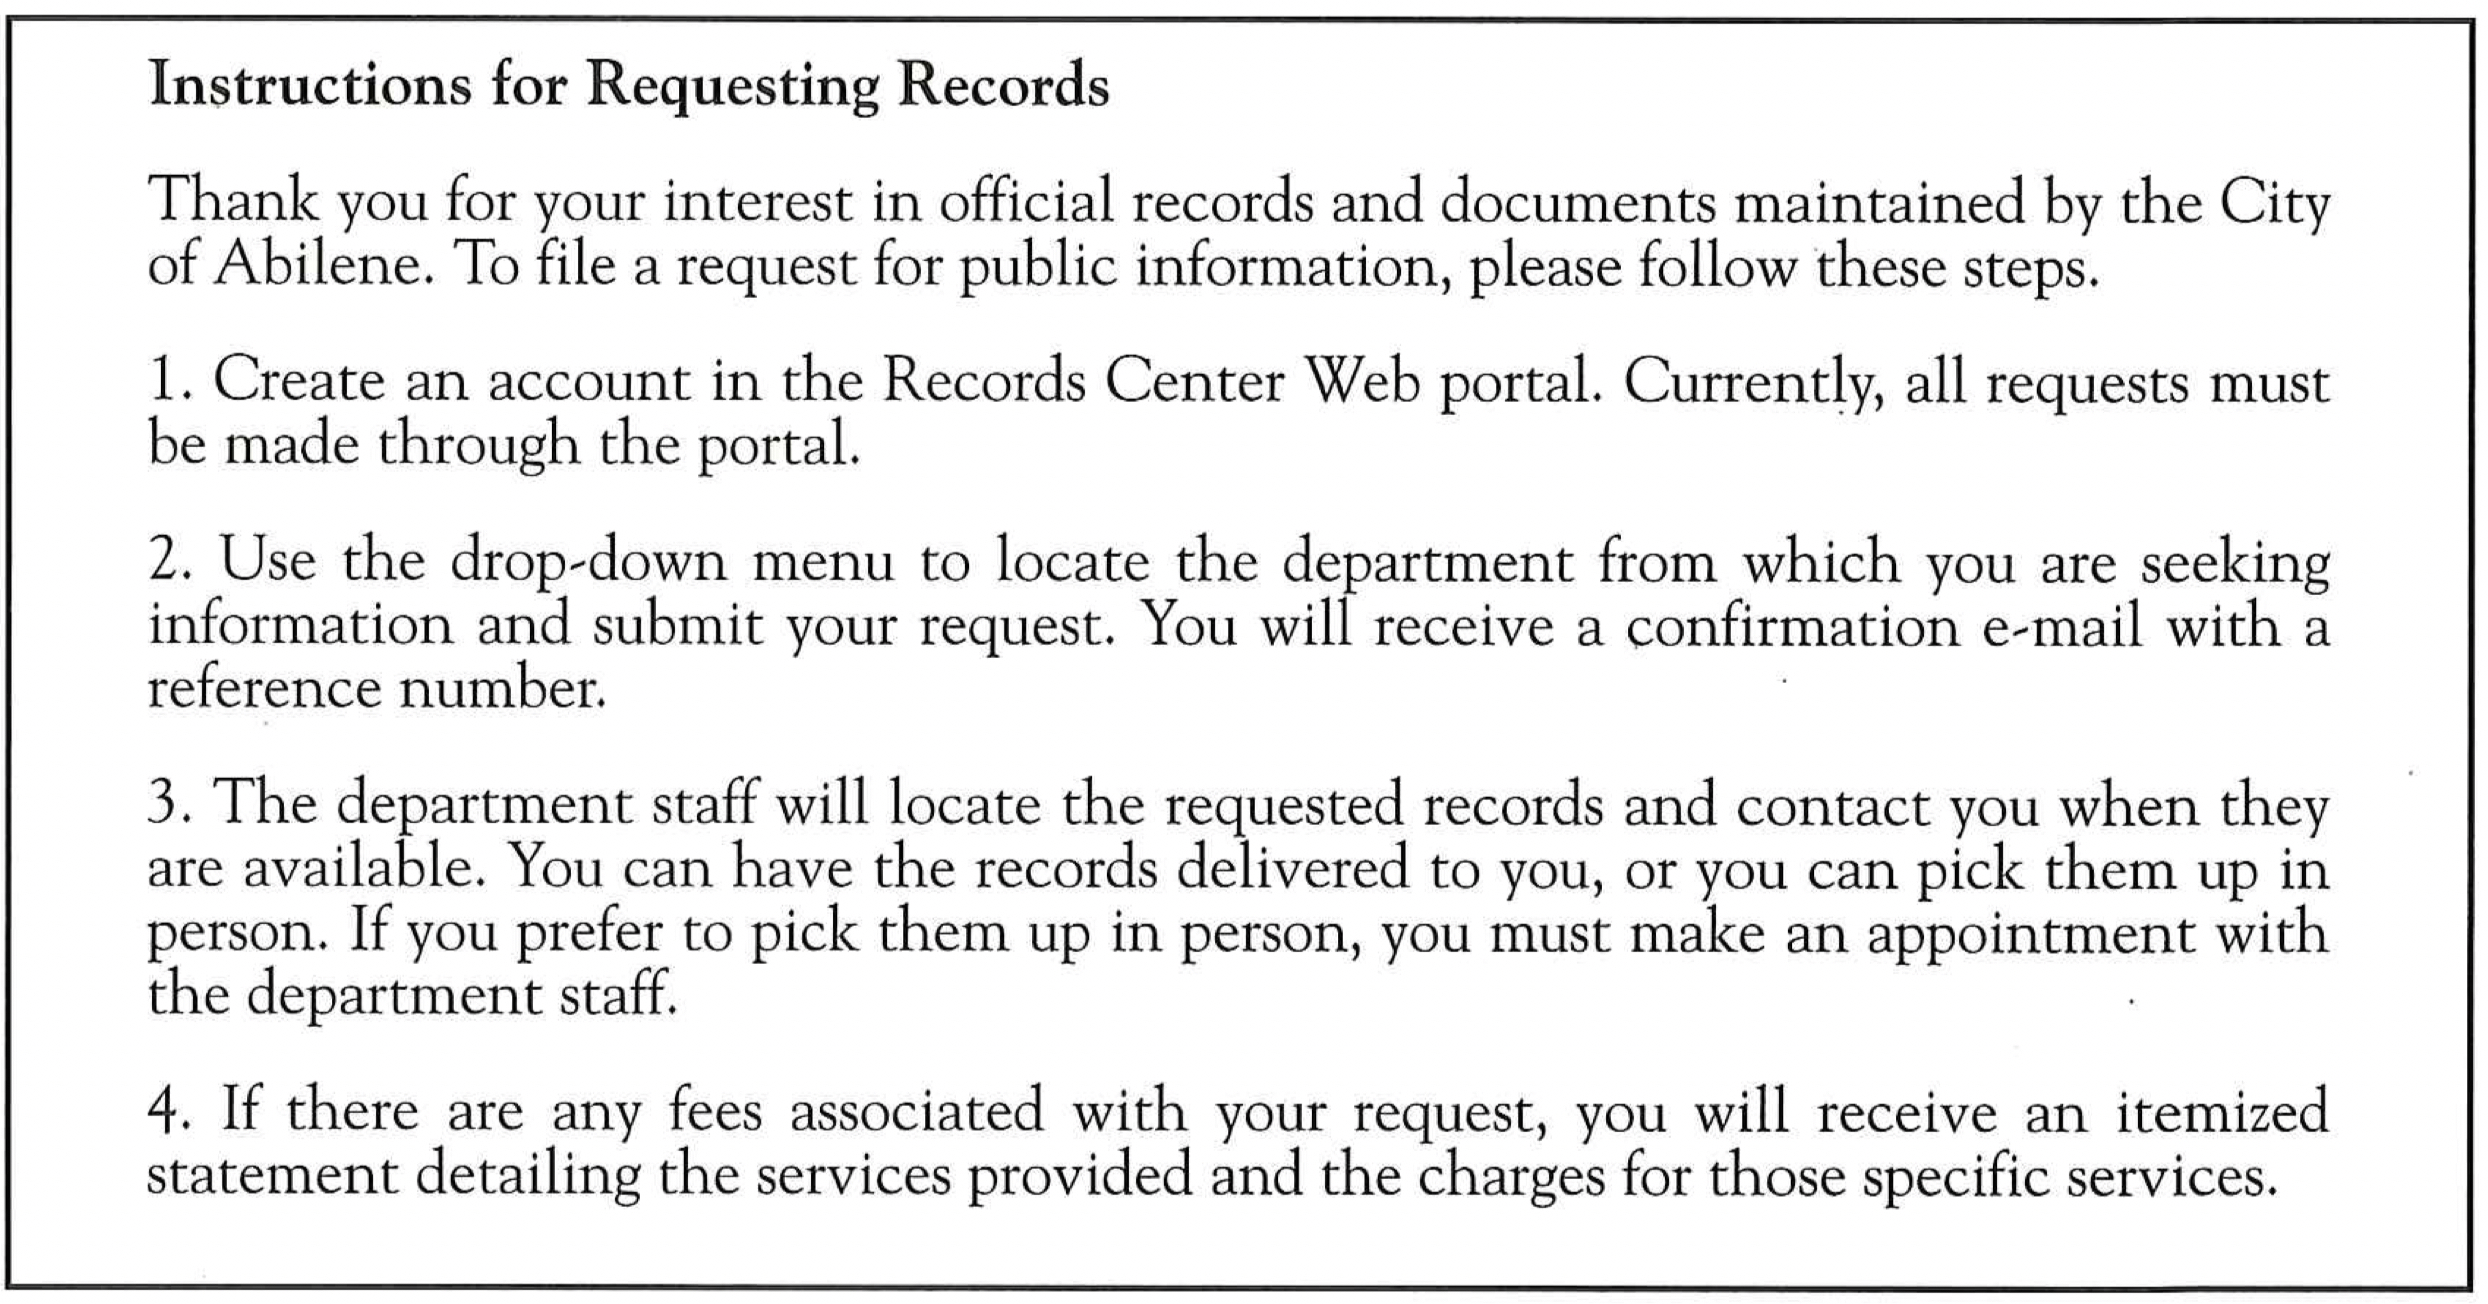 Instructions for Requesting Records
Thank you for your interest in official records and documents maintained by the City
of Abilene. To file a request for public information, please follow these steps.
1. Create an account in the Records Center Web portal. Currently, all requests must
be made through the portal.
2. Use the drop-down menu to locate the department from which you are seeking
information and submit your request. You will receive a confirmation e-mail with a
reference number.
3. The department staff will locate the requested records and contact you when they
are available. You can have the records delivered to you, or you can pick them up in
person. If you prefer to pick them up in person, you must make an appointment with
the department staff.
4. If there are any fees associated with your request, you will receive an itemized
statement detailing the services provided and the charges for those specific services.